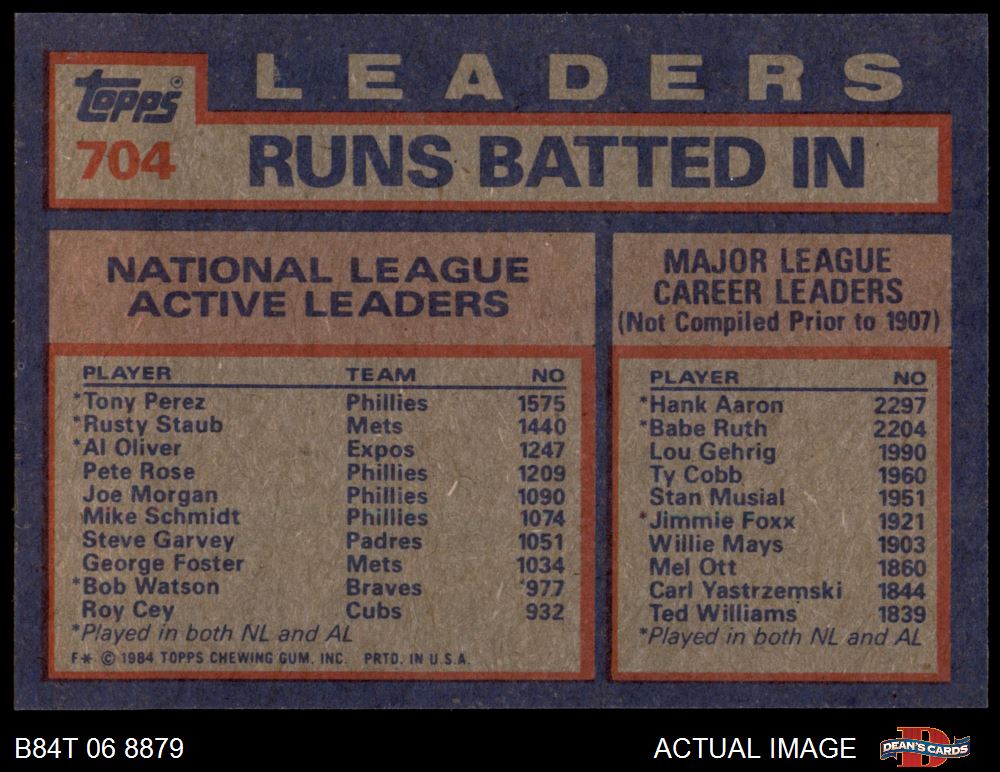 LEADERS
Topps®
704 RUNS BATTED IN
NATIONAL LEAGUE
ACTIVE LEADERS
PLAYER TEAM NO
*Tony Perez Phillies 1575
*Rusty Staub Mets 1440
*Al Oliver Expos 1247
Pete Rose Phillies 1209
Joe Morgan Phillies 1090
Mike Schmidt Phillies 1074
Steve Garvey Padres 1051
George Foster Mets 1034
*Bob Watson Braves 977
Roy Cey Cubs 932
*Played in both NL and AL
F* © 1984 TOPPS CHEWING GUM, INC. PRTD. IN U.S.A.
MAJOR LEAGUE
CAREER LEADERS
(Not Compiled Prior to 1907)
PLAYER NO
*Hank Aaron 2297
*Babe Ruth 2204
Lou Gehrig 1990
Ty Cobb 1960
Stan Musial 1951
*Jimmie Foxx 1921
Willie Mays 1903
Mel Ott 1860
Carl Yastrzemski 1844
Ted Williams 1839
*Played in both NL and AL
B84T 06 8879
ACTUAL IMAGE
DEAN'S CARDS